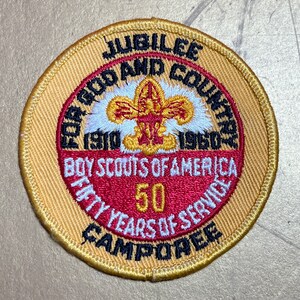 JUBILEE
FOR GOD AND COUNTRY
1910 1960
BOY SCOUTS OF AMERICA
50
FIFTY YEARS OF SERVICE
CAMPOREE